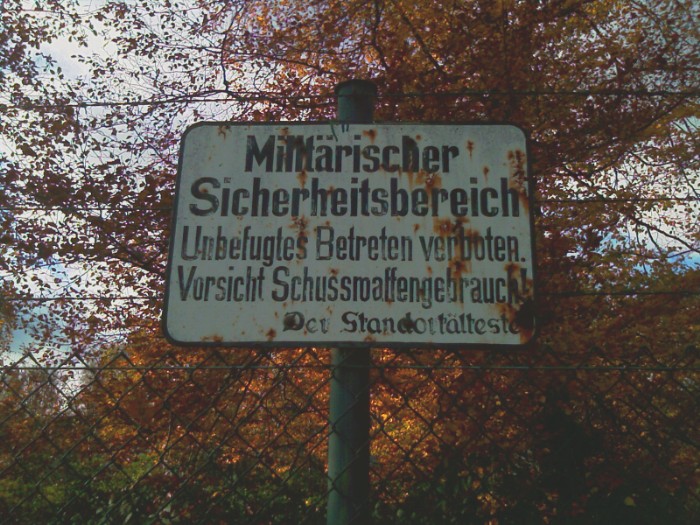 Militärischer
Sicherheitsbereich
Unbefugtes Betreten verboten.
Vorsicht Schusswaffengebrauch!
Der Standortälteste